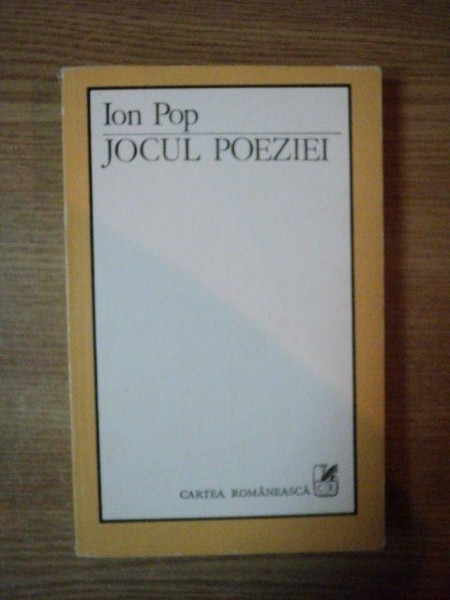 Ion Pop
JOCUL POEZIEI
CARTEA ROMÂNEASCĂ
C R